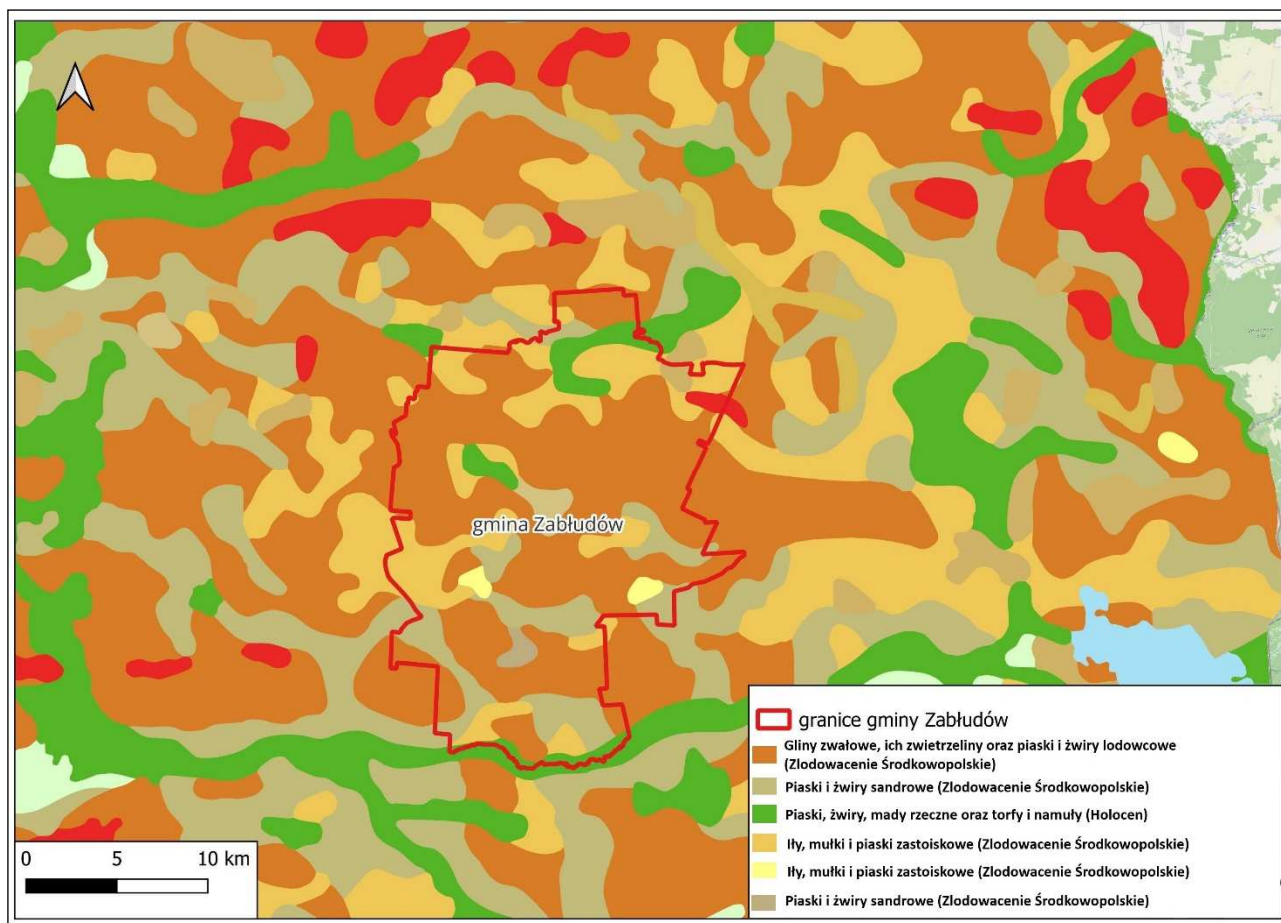 gmina Zabłudów
granice gminy Zabłudów
Gliny zwałowe, ich zwietrzeliny oraz piaski i żwiry lodowcowe
(Zlodowacenie Środkowopolskie)
Piaski i żwiry sandrowe (Zlodowacenie Środkowopolskie)
Piaski, żwiry, mady rzeczne oraz torfy i namuły (Holocen)
Iły, mułki i piaski zastoiskowe (Zlodowacenie Środkowopolskie)
Iły, mułki i piaski zastoiskowe (Zlodowacenie Środkowopolskie)
Piaski i żwiry sandrowe (Zlodowacenie Środkowopolskie)
0 5 10 km